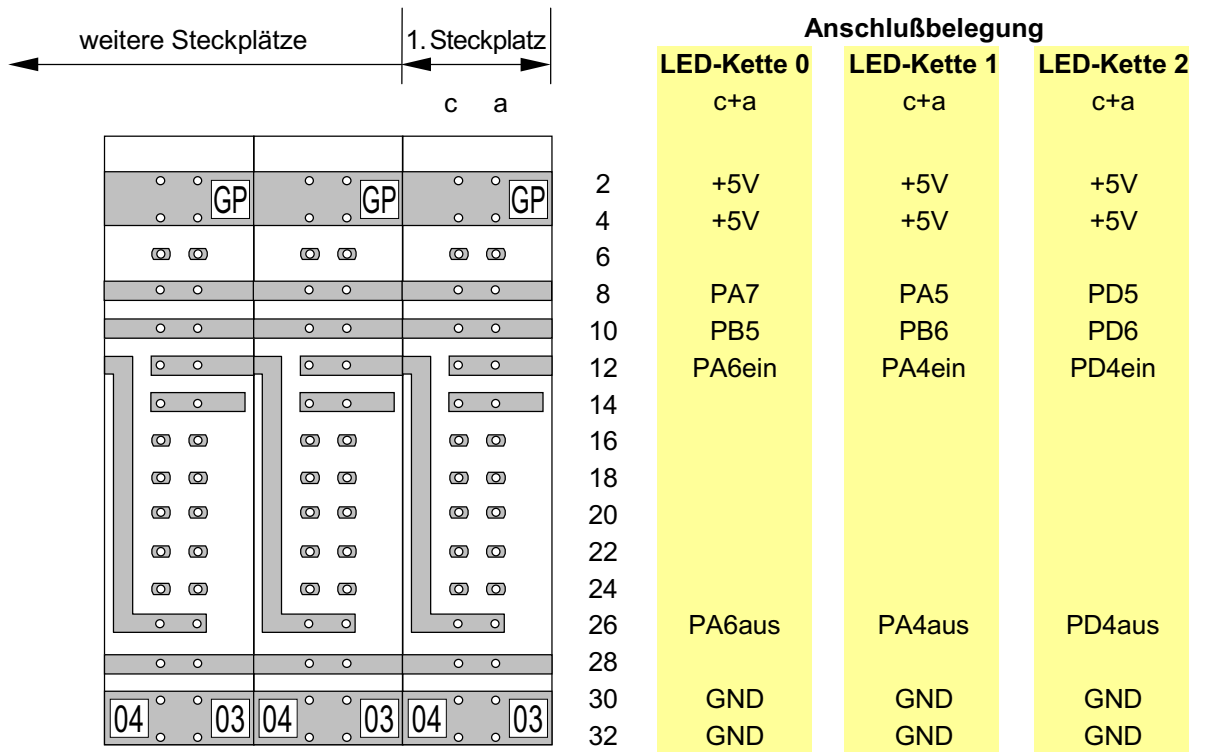 Anschlußbelegung
weitere Steckplätze 1. Steckplatz
LED-Kette 0 LED-Kette 1 LED-Kette 2
c a c+a c+a c+a
GP GP GP 2 +5V +5V +5V
4 +5V +5V +5V
6
8 PA7 PA5 PD5
10 PB5 PB6 PD6
12 PA6ein PA4ein PD4ein
14
16
18
20
22
24
26 PA6aus PA4aus PD4aus
28
04 03 04 03 04 03 30 GND GND GND
32 GND GND GND